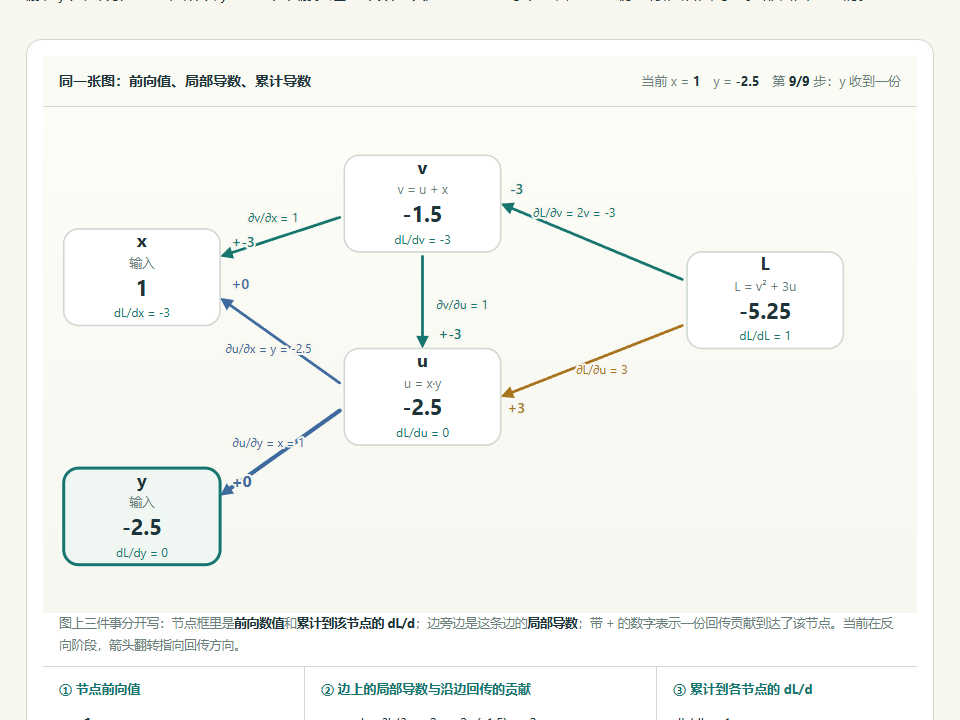 同一张图：前向值、局部导数、累计导数
当前 x = 1 y = -2.5 第 9/9 步：y 收到一份
v
v = u + x
-1.5
dL/dv = -3
-3
∂L/∂v = 2v = -3
∂v/∂x = 1
+-3
x
输入
1
dL/dx = -3
+0
L
L = v² + 3u
-5.25
dL/dL = 1
∂v/∂u = 1
+-3
∂u/∂x = y = -2.5
u
u = x·y
-2.5
dL/du = 0
∂L/∂u = 3
+3
∂u/∂y = x = 1
+0
y
输入
-2.5
dL/dy = 0
图上三件事分开写：节点框里是前向数值和累计到该节点的 dL/d；边旁边是这条边的局部导数；带 + 的数字表示一份回传贡献到达了该节点。当前在反
向阶段，箭头翻转指向回传方向。
① 节点前向值
② 边上的局部导数与沿边回传的贡献
③ 累计到各节点的 dL/d